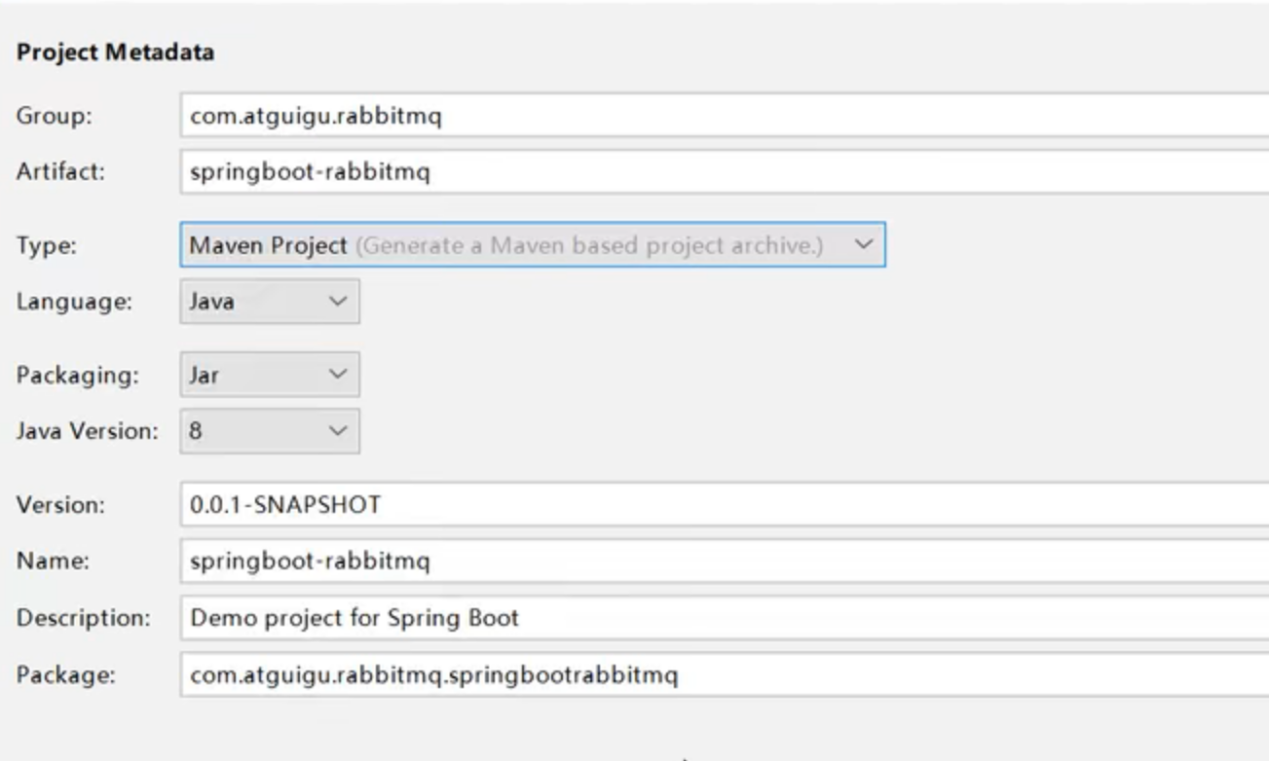 Project Metadata
Group: com.atguigu.rabbitmq
Artifact: springboot-rabbitmq
Type: Maven Project (Generate a Maven based project archive.)
Language: Java
Packaging: Jar
Java Version: 8
Version: 0.0.1-SNAPSHOT
Name: springboot-rabbitmq
Description: Demo project for Spring Boot
Package: com.atguigu.rabbitmq.springbootrabbitmq